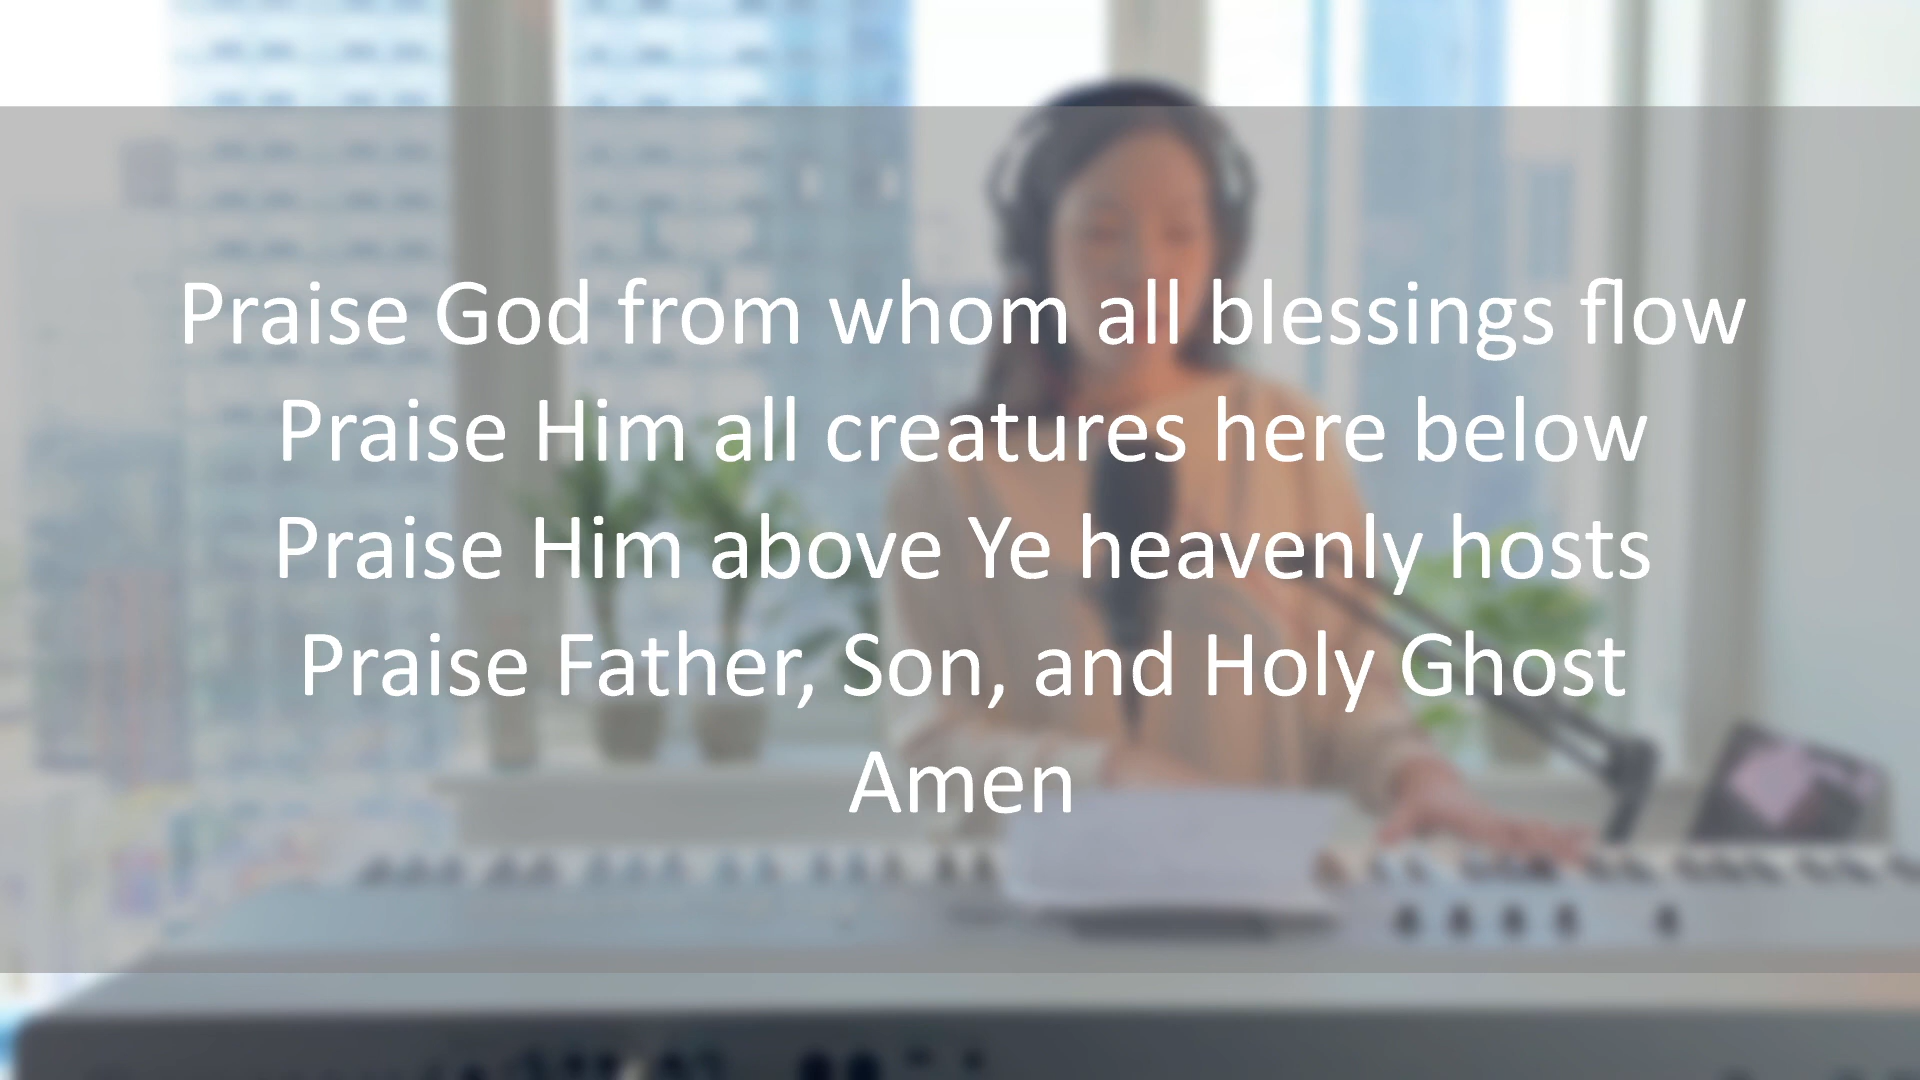 Praise God from whom all blessings flow
Praise Him all creatures here below
Praise Him above Ye heavenly hosts
Praise Father, Son, and Holy Ghost
Amen